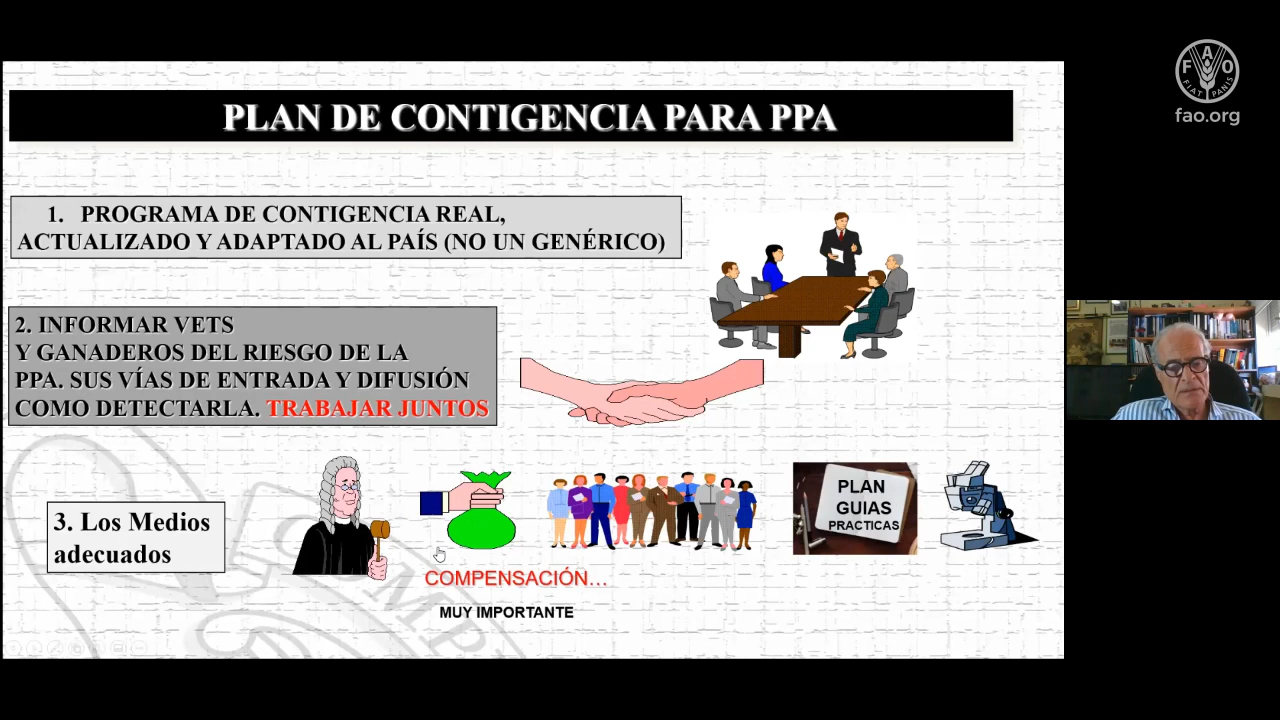 PLAN DE CONTIGENCIA PARA PPA
1. PROGRAMA DE CONTIGENCIA REAL,
ACTUALIZADO Y ADAPTADO AL PAÍS (NO UN GENÉRICO)
2. INFORMAR VETS
Y GANADEROS DEL RIESGO DE LA
PPA. SUS VÍAS DE ENTRADA Y DIFUSIÓN
COMO DETECTARLA. TRABAJAR JUNTOS
3. Los Medios
adecuados
PLAN
GUIAS
PRACTICAS
COMPENSACIÓN...
MUY IMPORTANTE
F A O
FIAT PANIS
fao.org